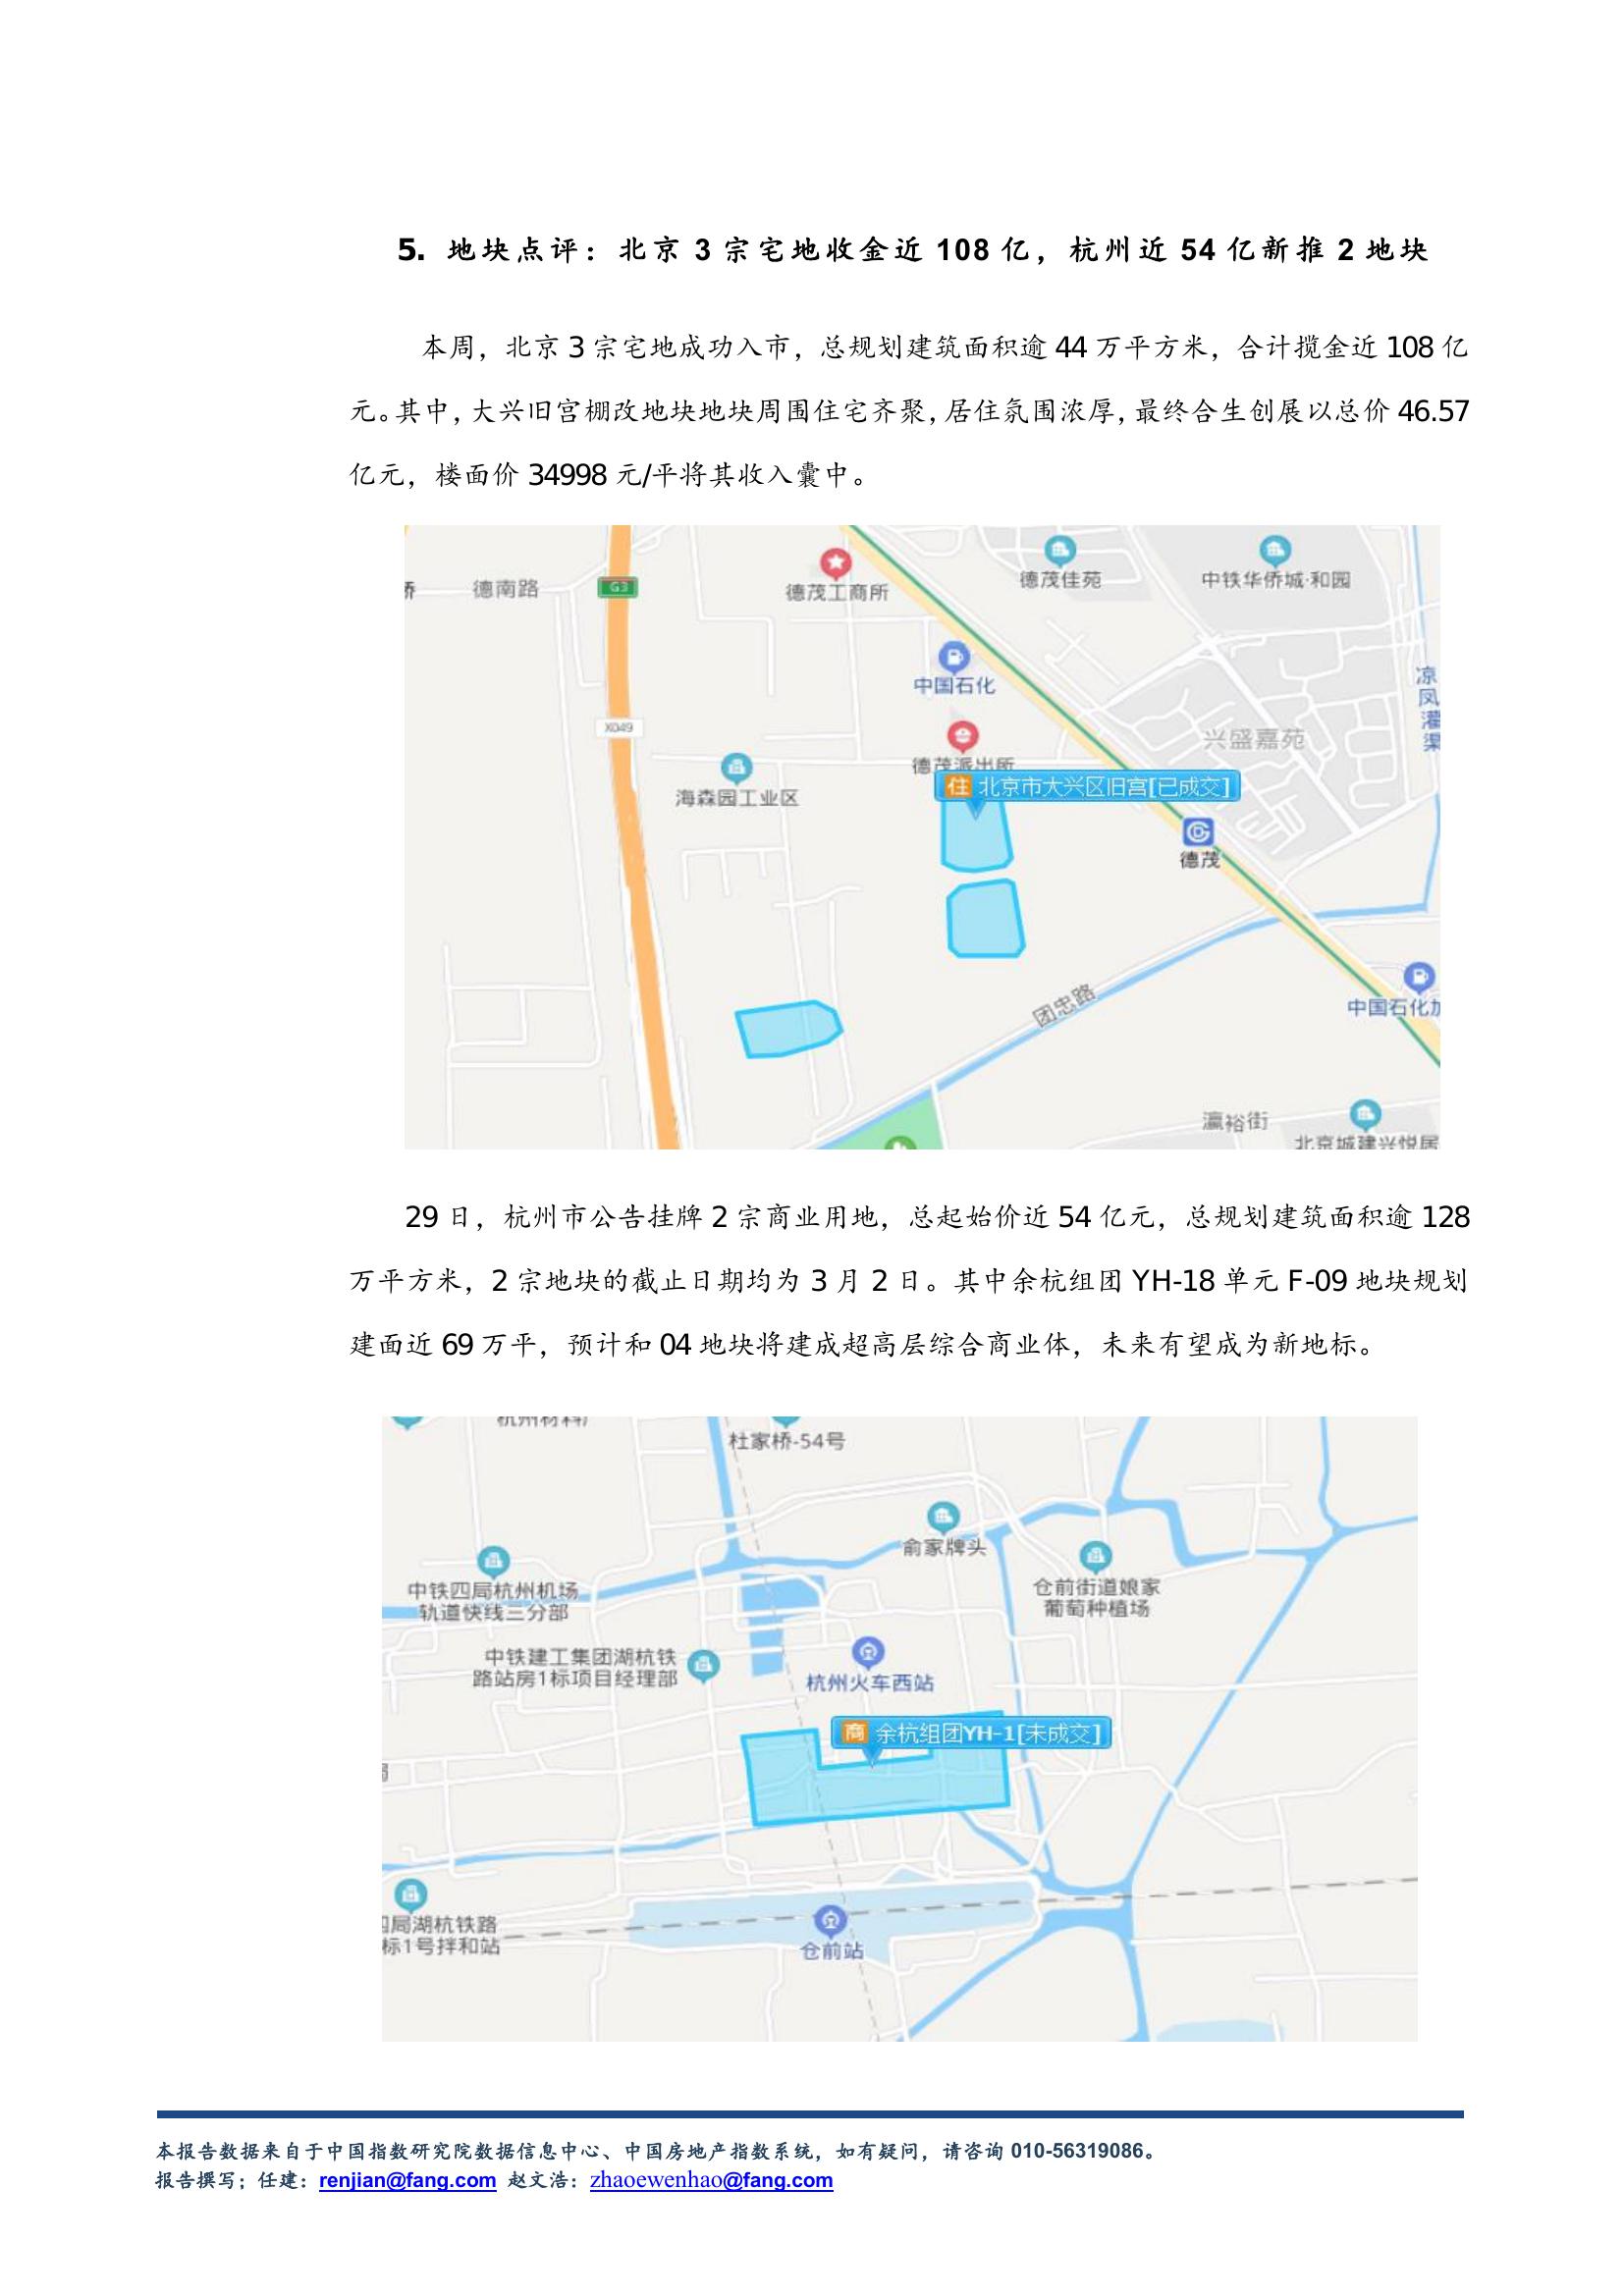 5. 地块点评：北京 3 宗宅地收金近 108 亿，杭州近 54 亿新推 2 地块
本周，北京 3 宗宅地成功入市，总规划建筑面积逾 44 万平方米，合计揽金近 108 亿
元。其中，大兴旧宫棚改地块地块周围住宅齐聚，居住氛围浓厚，最终合生创展以总价 46.57
亿元，楼面价 34998 元/平将其收入囊中。
德南路
G3
德茂工商所
德茂佳苑
中铁华侨城·和园
中国石化
凉凤灌渠
X049
兴盛嘉苑
德茂派出所
海森园工业区
住 北京市大兴区旧宫[已成交]
德茂
团忠路
中国石化加
瀛裕街
北京城建兴悦居
29 日，杭州市公告挂牌 2 宗商业用地，总起始价近 54 亿元，总规划建筑面积逾 128
万平方米，2 宗地块的截止日期均为 3 月 2 日。其中余杭组团 YH-18 单元 F-09 地块规划
建面近 69 万平，预计和 04 地块将建成超高层综合商业体，未来有望成为新地标。
杜家桥-54号
俞家牌头
中铁四局杭州机场
轨道快线三分部
仓前街道娘家
葡萄种植场
中铁建工集团湖杭铁
路站房1标项目经理部
杭州火车西站
商 余杭组团YH-1[未成交]
局湖杭铁路
标1号拌和站
仓前站
本报告数据来自于中国指数研究院数据信息中心、中国房地产指数系统，如有疑问，请咨询 010-56319086。
报告撰写；任建：renjian@fang.com 赵文浩：zhaoewenhao@fang.com